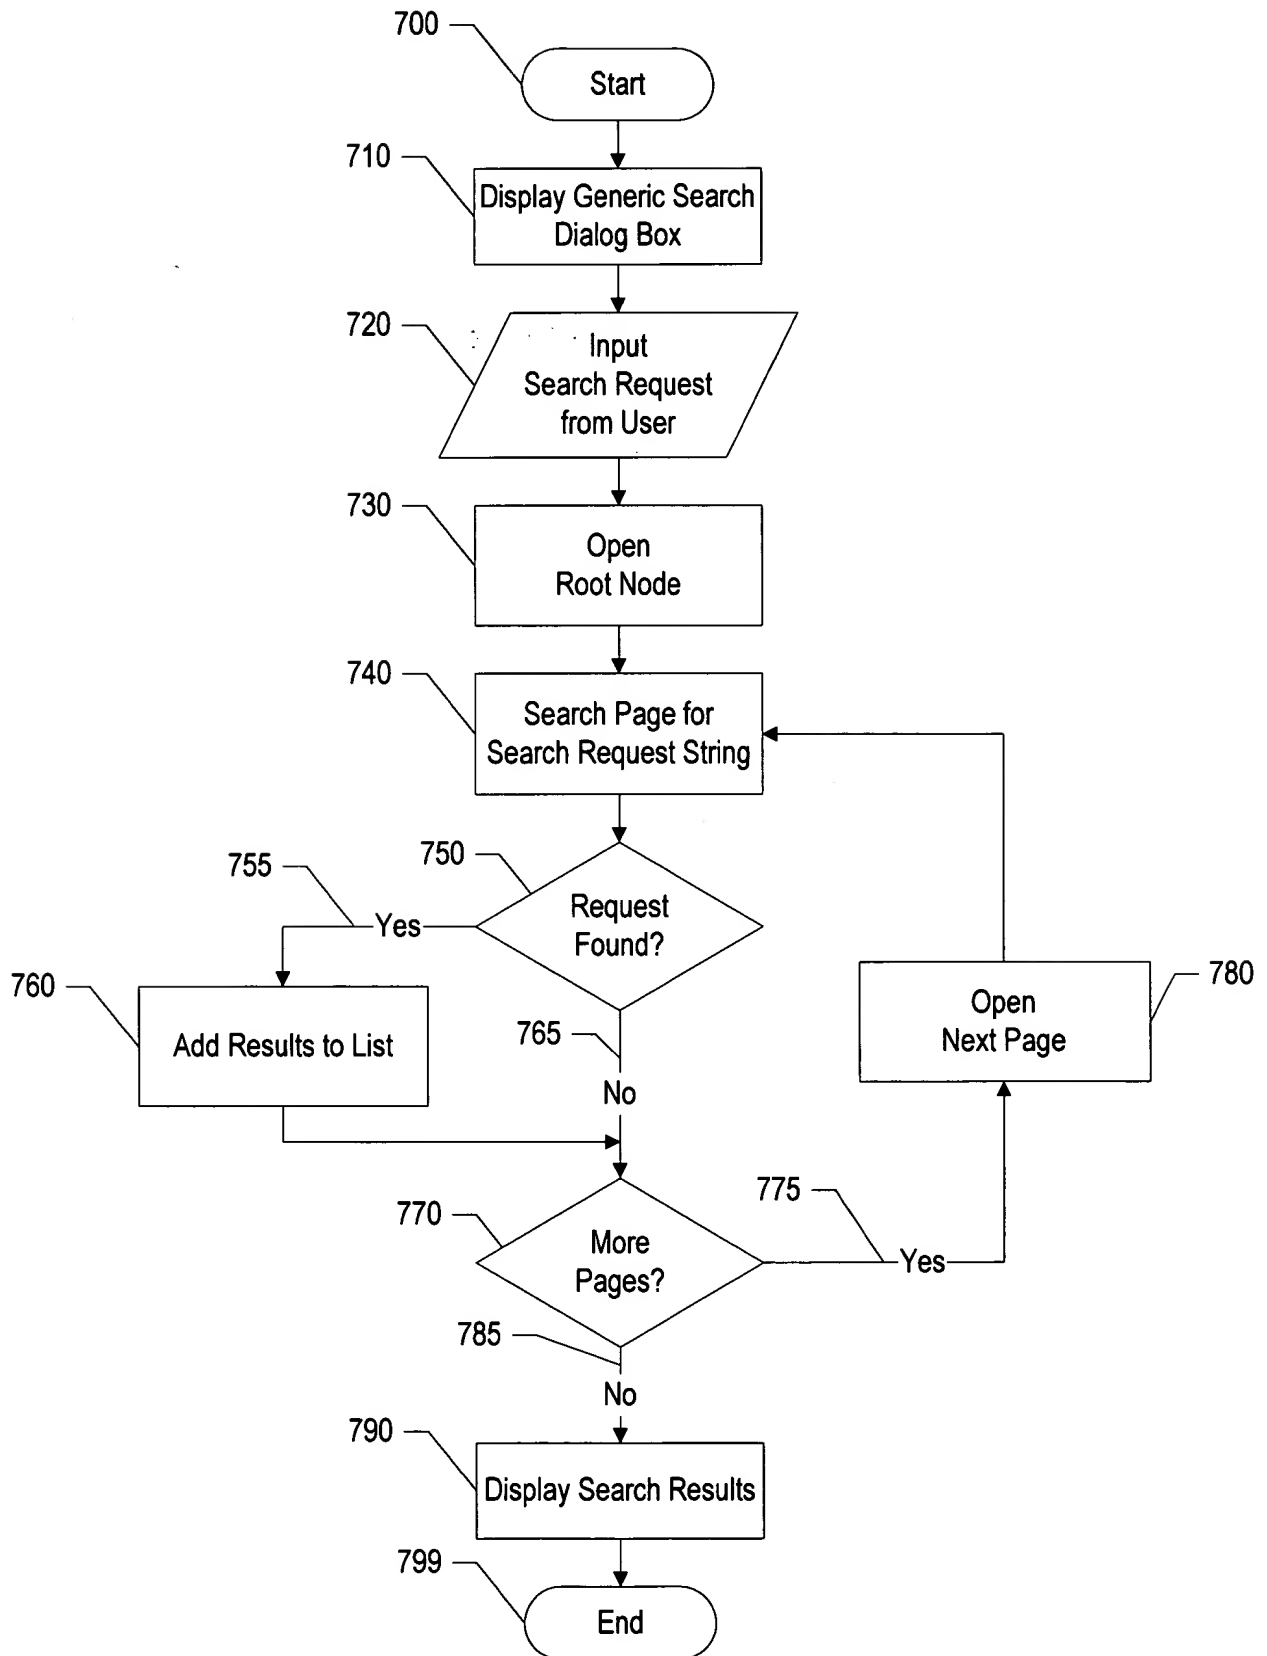 700
Start
710
Display Generic Search
Dialog Box
720
Input
Search Request
from User
730
Open
Root Node
740
Search Page for
Search Request String
750
755
Yes
Request
Found?
760
Add Results to List
780
Open
Next Page
765
No
770
More
Pages?
775
Yes
785
No
790
Display Search Results
799
End